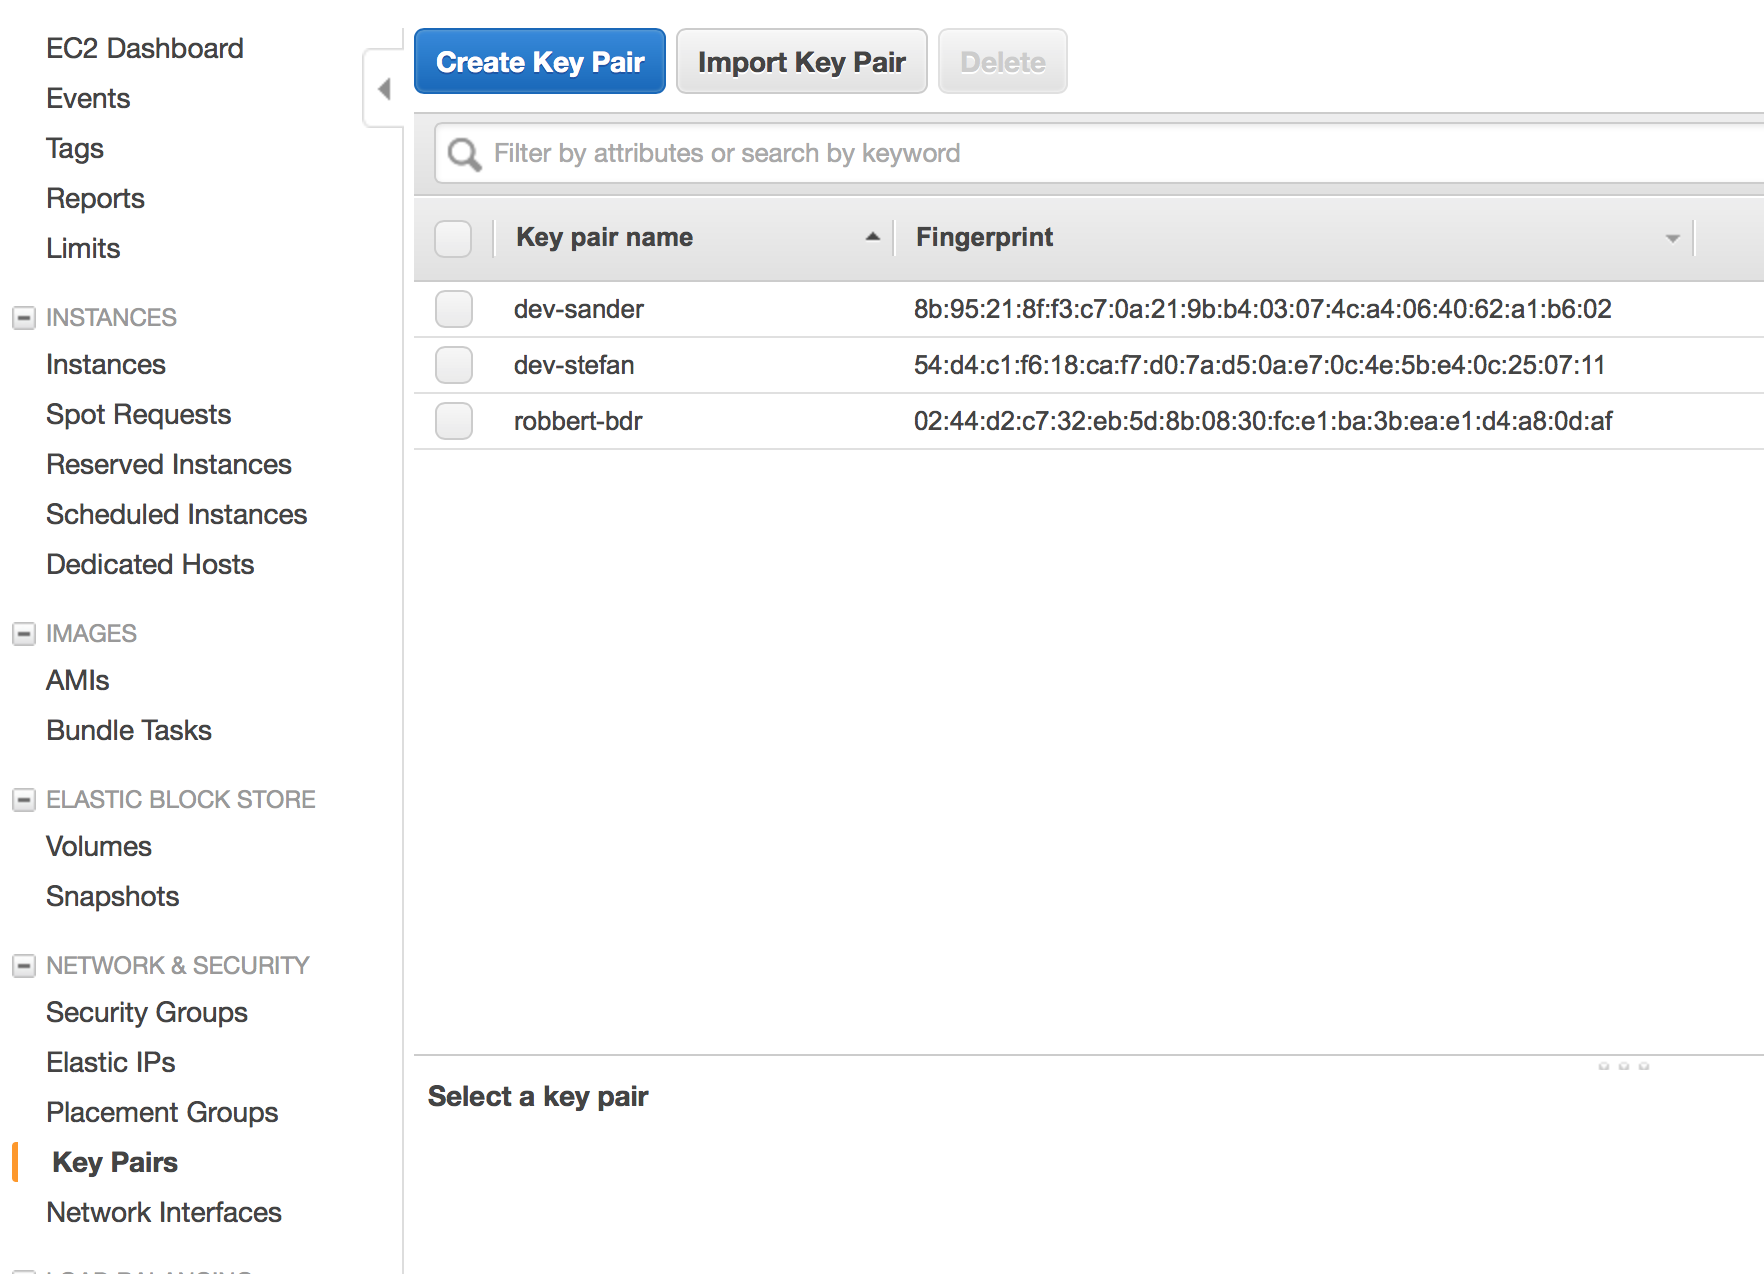 EC2 Dashboard
Events
Tags
Reports
Limits
INSTANCES
Instances
Spot Requests
Reserved Instances
Scheduled Instances
Dedicated Hosts
IMAGES
AMIs
Bundle Tasks
ELASTIC BLOCK STORE
Volumes
Snapshots
NETWORK & SECURITY
Security Groups
Elastic IPs
Placement Groups
Key Pairs
Network Interfaces
LOAD BALANCING
Create Key Pair Import Key Pair Delete
Filter by attributes or search by keyword
Key pair name Fingerprint
dev-sander 8b:95:21:8f:f3:c7:0a:21:9b:b4:03:07:4c:a4:06:40:62:a1:b6:02
dev-stefan 54:d4:c1:f6:18:ca:f7:d0:7a:d5:0a:e7:0c:4e:5b:e4:0c:25:07:11
robbert-bdr 02:44:d2:c7:32:eb:5d:8b:08:30:fc:e1:ba:3b:ea:e1:d4:a8:0d:af
Select a key pair